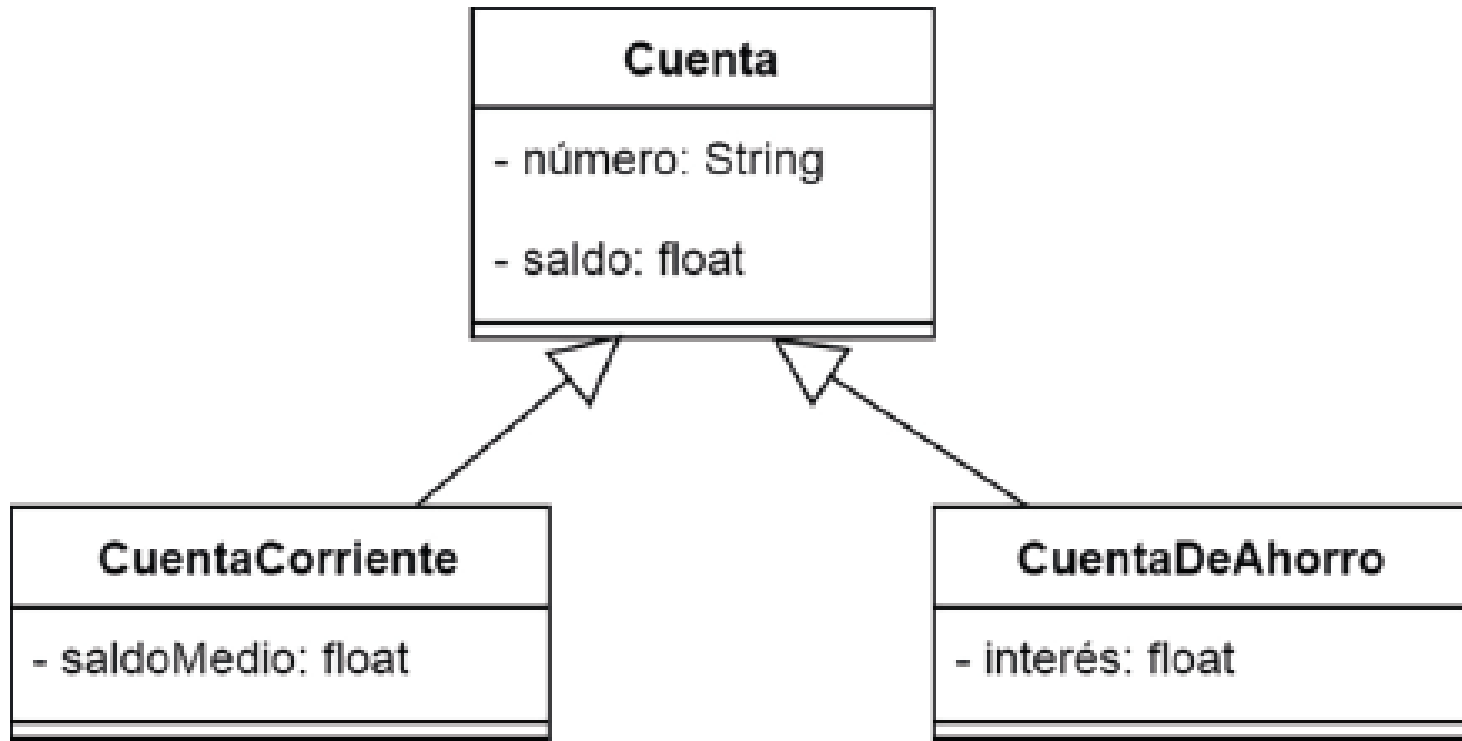 Cuenta
- número: String
- saldo: float
CuentaCorriente
- saldoMedio: float
CuentaDeAhorro
- interés: float